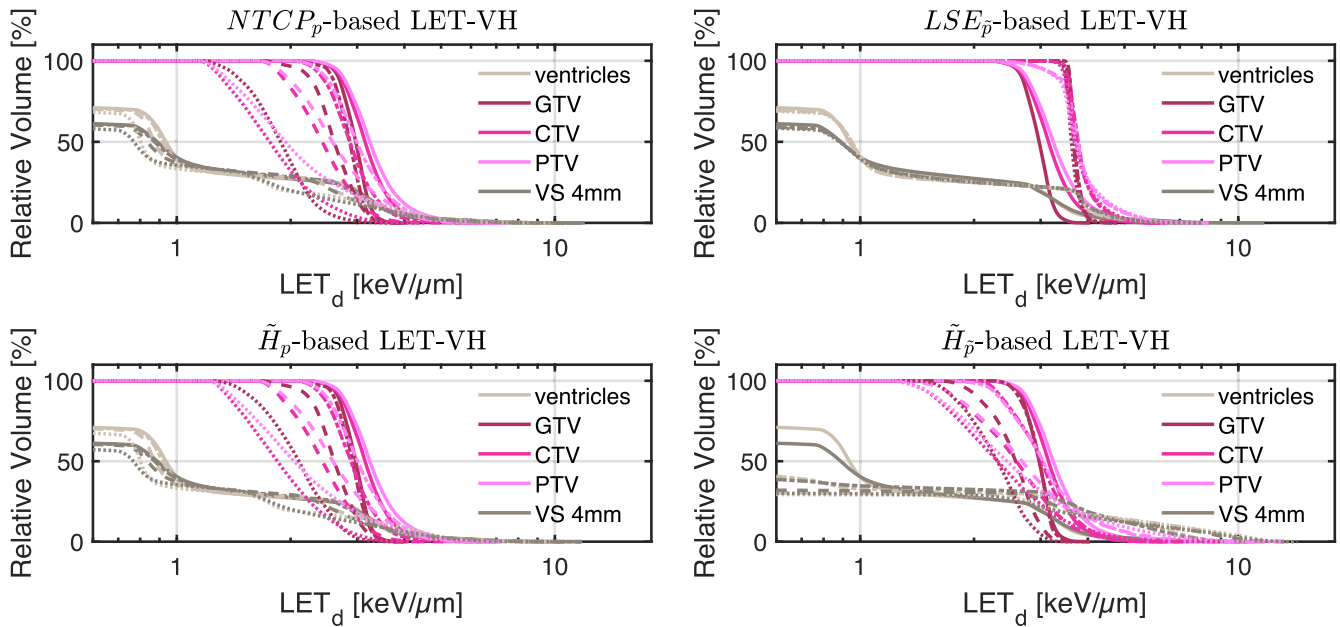 NTCP_p-based LET-VH
Relative Volume [%]
100
50
0
ventricles
GTV
CTV
PTV
VS 4mm
1
10
LET_d [keV/µm]
LSE_p̃-based LET-VH
Relative Volume [%]
100
50
0
ventricles
GTV
CTV
PTV
VS 4mm
1
10
LET_d [keV/µm]
H̃_p-based LET-VH
Relative Volume [%]
100
50
0
ventricles
GTV
CTV
PTV
VS 4mm
1
10
LET_d [keV/µm]
H̃_p̃-based LET-VH
Relative Volume [%]
100
50
0
ventricles
GTV
CTV
PTV
VS 4mm
1
10
LET_d [keV/µm]